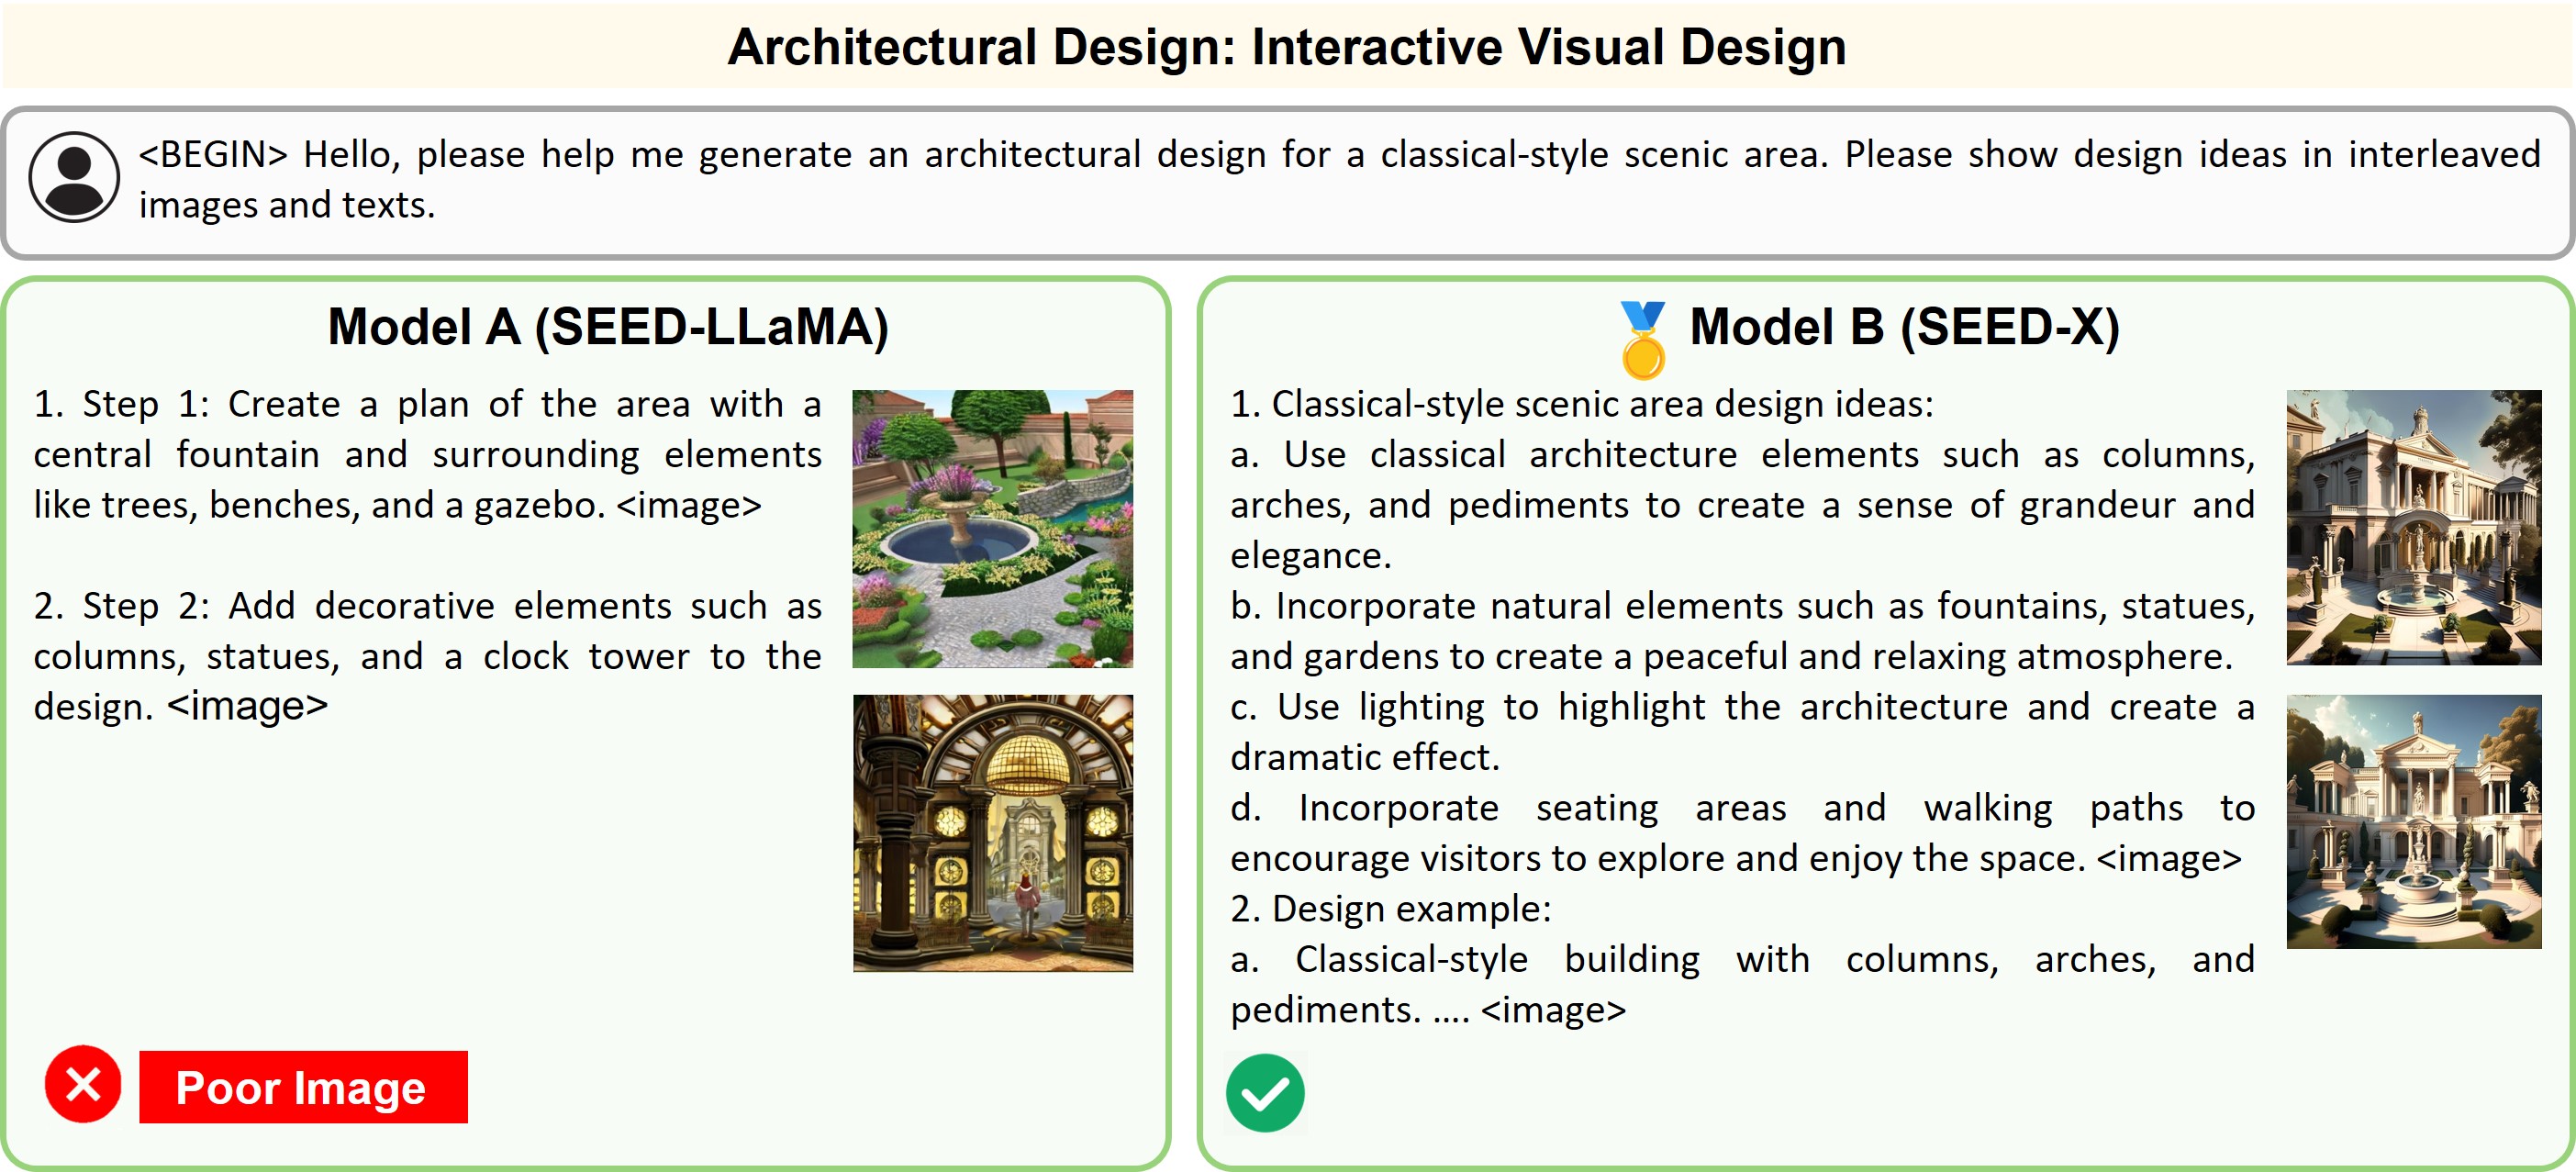 Architectural Design: Interactive Visual Design
<BEGIN> Hello, please help me generate an architectural design for a classical-style scenic area. Please show design ideas in interleaved
images and texts.
Model A (SEED-LLaMA)
1. Step 1: Create a plan of the area with a
central fountain and surrounding elements
like trees, benches, and a gazebo. <image>
2. Step 2: Add decorative elements such as
columns, statues, and a clock tower to the
design. <image>
Poor Image
Model B (SEED-X)
1. Classical-style scenic area design ideas:
a. Use classical architecture elements such as columns,
arches, and pediments to create a sense of grandeur and
elegance.
b. Incorporate natural elements such as fountains, statues,
and gardens to create a peaceful and relaxing atmosphere.
c. Use lighting to highlight the architecture and create a
dramatic effect.
d. Incorporate seating areas and walking paths to
encourage visitors to explore and enjoy the space. <image>
2. Design example:
a. Classical-style building with columns, arches, and
pediments. .... <image>